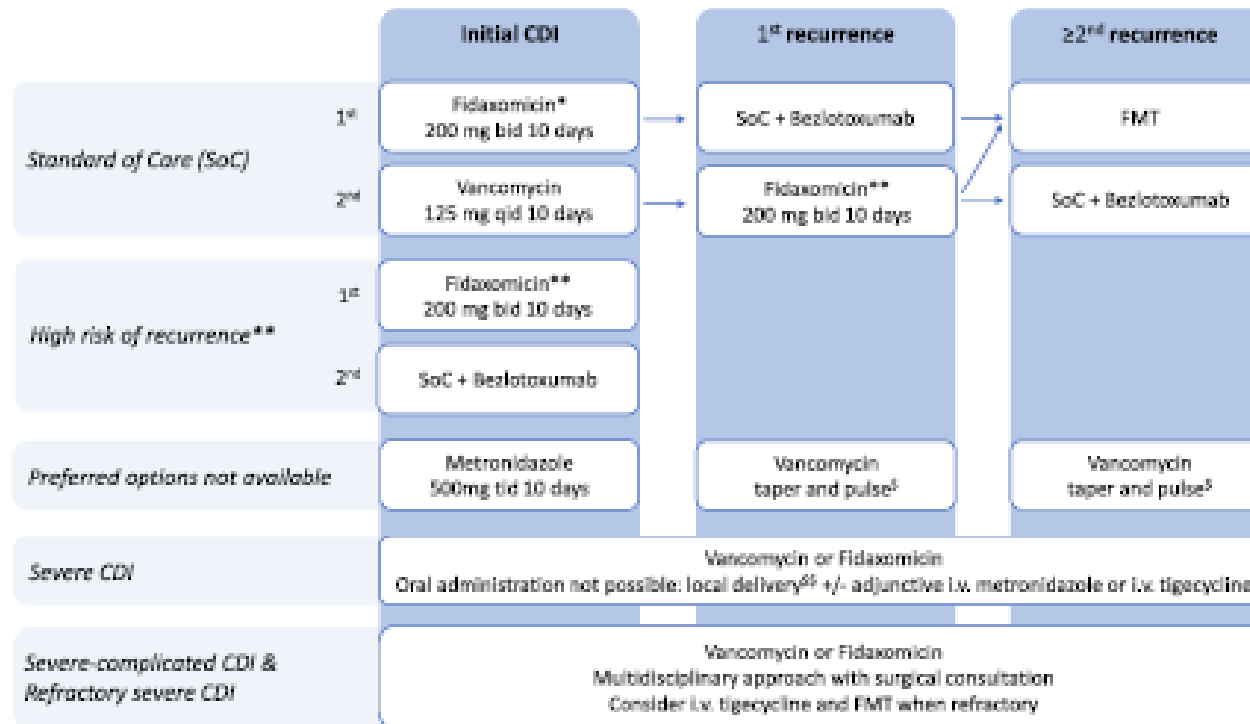 Initial CDI
1st recurrence
≥2nd recurrence
Standard of Care (SoC)
1st
Fidaxomicin*
200 mg bid 10 days
SoC + Bezlotoxumab
FMT
2nd
Vancomycin
125 mg qid 10 days
Fidaxomicin**
200 mg bid 10 days
SoC + Bezlotoxumab
High risk of recurrence**
1st
Fidaxomicin**
200 mg bid 10 days
2nd
SoC + Bezlotoxumab
Preferred options not available
Metronidazole
500mg tid 10 days
Vancomycin
taper and pulse$
Vancomycin
taper and pulse$
Severe CDI
Vancomycin or Fidaxomicin
Oral administration not possible: local delivery$$ +/- adjunctive i.v. metronidazole or i.v. tigecycline
Severe-complicated CDI &
Refractory severe CDI
Vancomycin or Fidaxomicin
Multidisciplinary approach with surgical consultation
Consider i.v. tigecycline and FMT when refractory